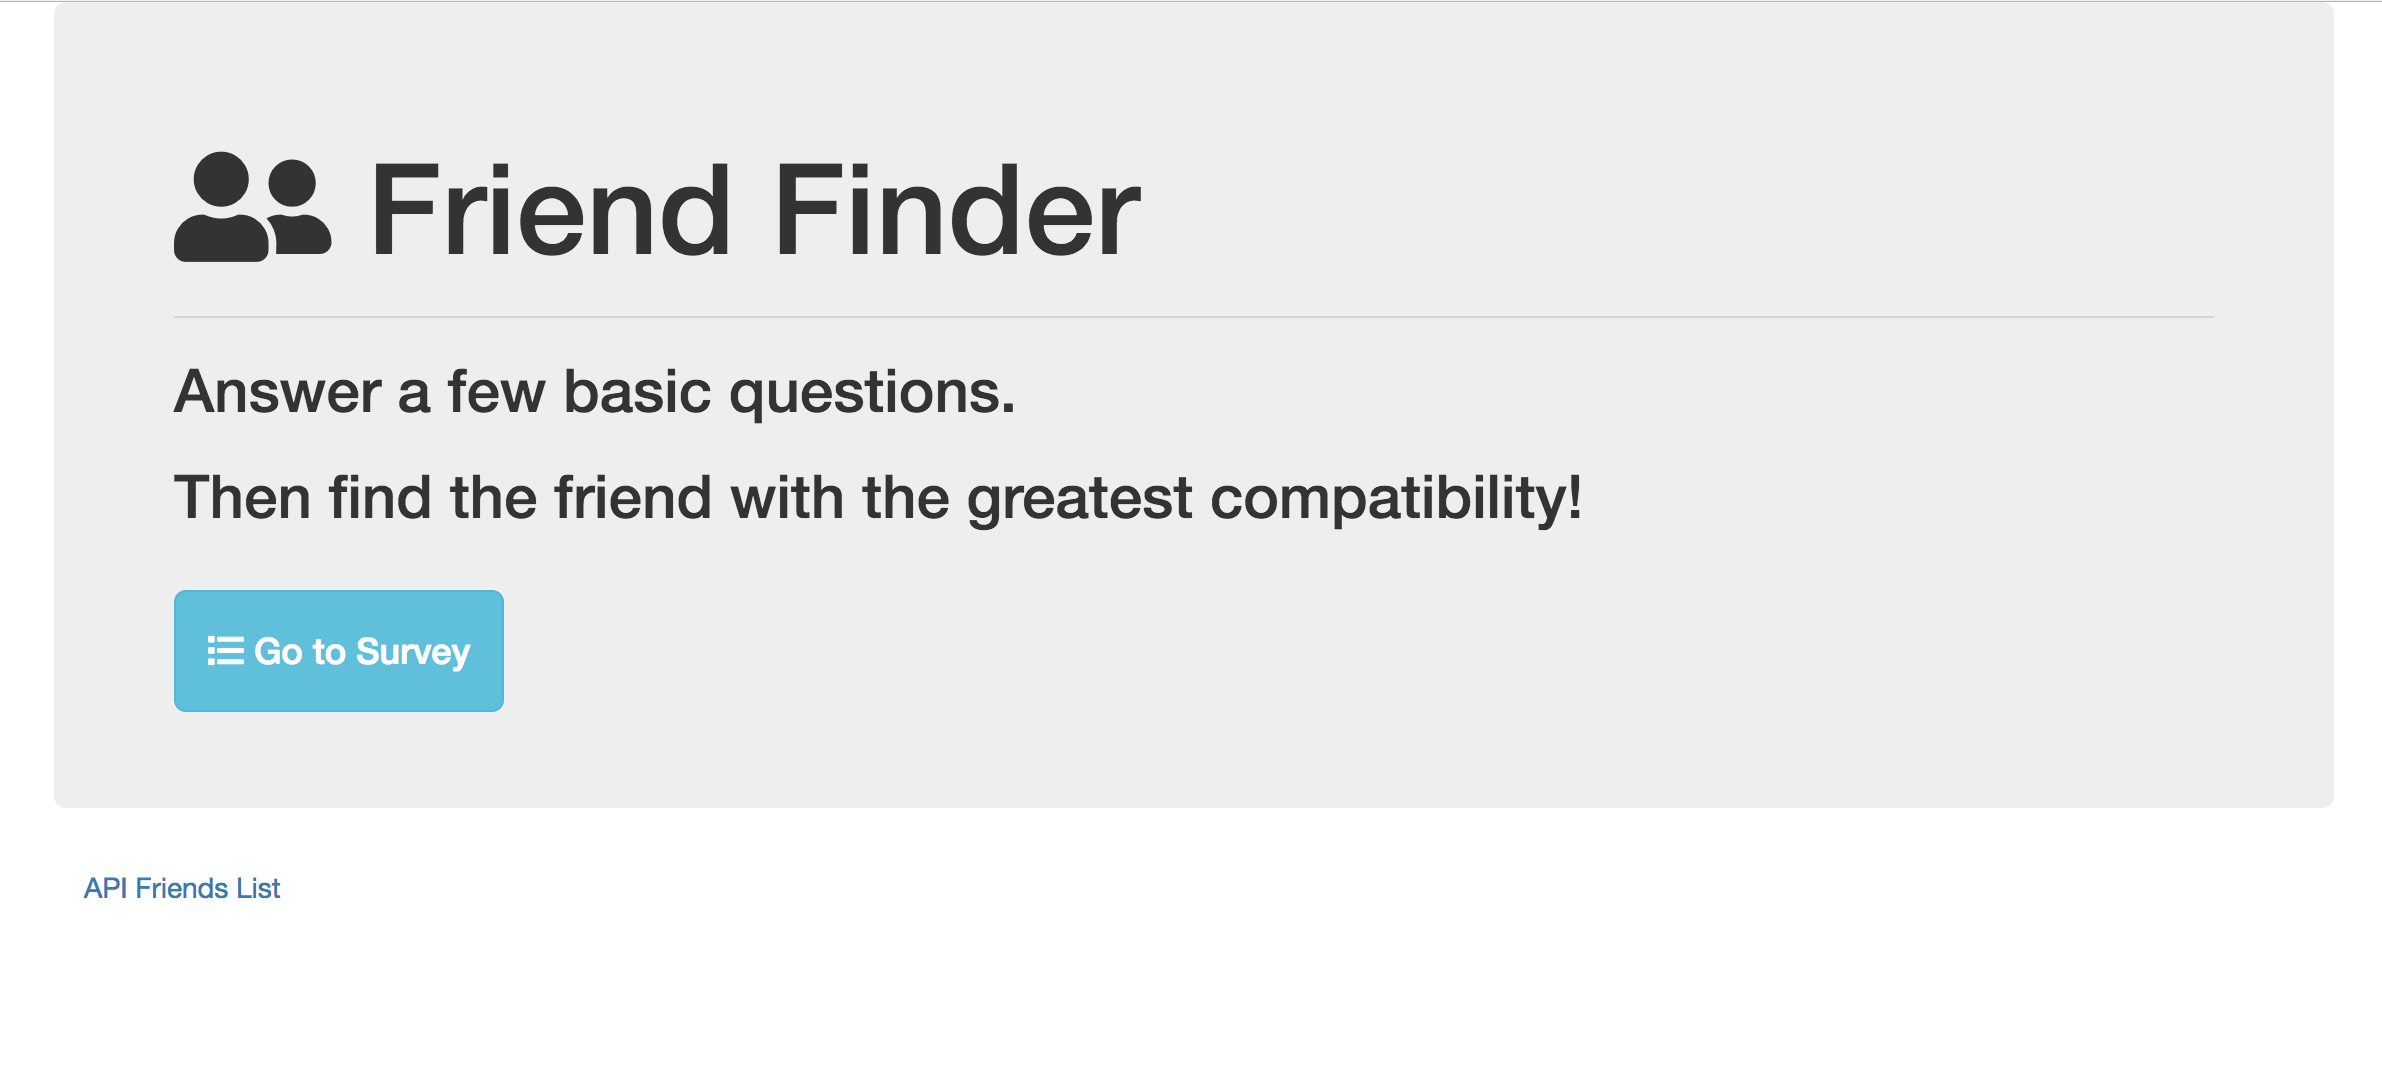 Friend Finder
Answer a few basic questions.
Then find the friend with the greatest compatibility!
Go to Survey
API Friends List